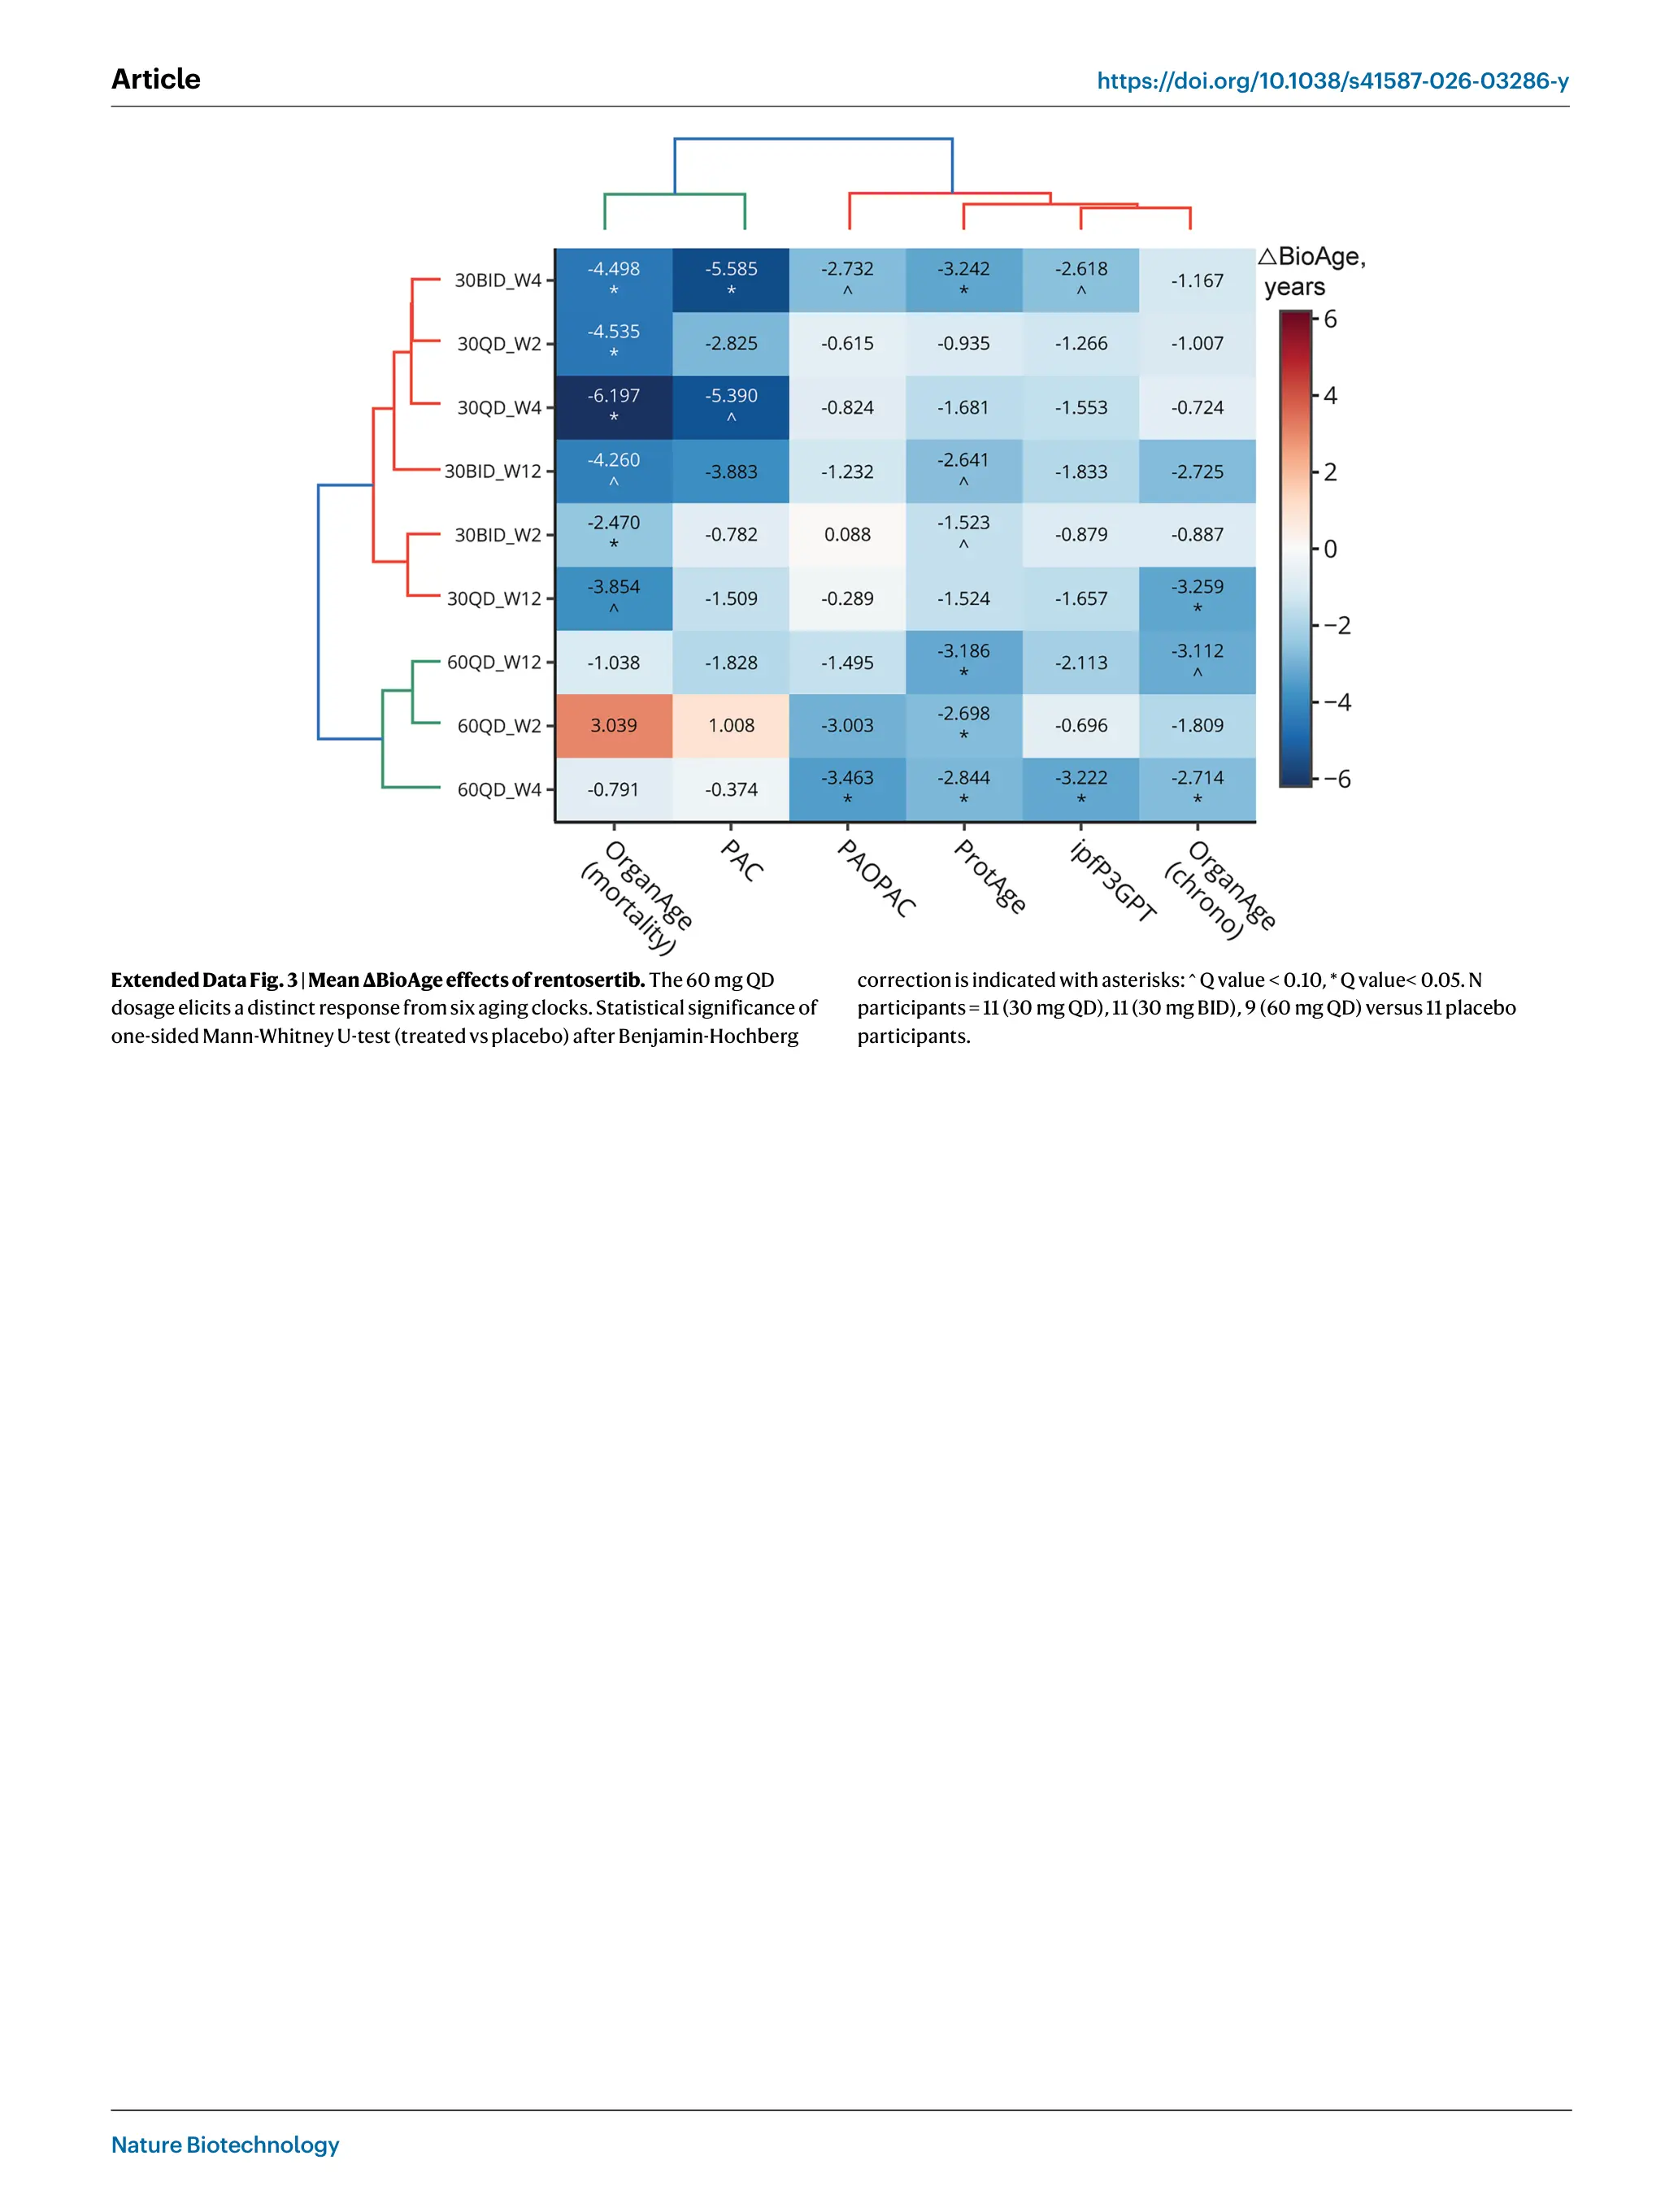 Article
https://doi.org/10.1038/s41587-026-03286-y
△BioAge,
years
30BID_W4 -4.498 -5.585 -2.732 -3.242 -2.618 -1.167
* * ^ * ^
30QD_W2 -4.535 -2.825 -0.615 -0.935 -1.266 -1.007
*
30QD_W4 -6.197 -5.390 -0.824 -1.681 -1.553 -0.724
* ^
30BID_W12 -4.260 -3.883 -1.232 -2.641 -1.833 -2.725
^ ^
30BID_W2 -2.470 -0.782 0.088 -1.523 -0.879 -0.887
* ^
30QD_W12 -3.854 -1.509 -0.289 -1.524 -1.657 -3.259
^ *
60QD_W12 -1.038 -1.828 -1.495 -3.186 -2.113 -3.112
* ^
60QD_W2 3.039 1.008 -3.003 -2.698 -0.696 -1.809
*
60QD_W4 -0.791 -0.374 -3.463 -2.844 -3.222 -2.714
* * * *
6
4
2
0
−2
−4
−6
OrganAge
(mortality)
PAC
PAOPAC
ProtAge
ipfP3GPT
OrganAge
(chrono)
Extended Data Fig. 3 | Mean ΔBioAge effects of rentosertib. The 60 mg QD
dosage elicits a distinct response from six aging clocks. Statistical significance of
one-sided Mann-Whitney U-test (treated vs placebo) after Benjamin-Hochberg
correction is indicated with asterisks: ^ Q value < 0.10, * Q value< 0.05. N
participants = 11 (30 mg QD), 11 (30 mg BID), 9 (60 mg QD) versus 11 placebo
participants.
Nature Biotechnology